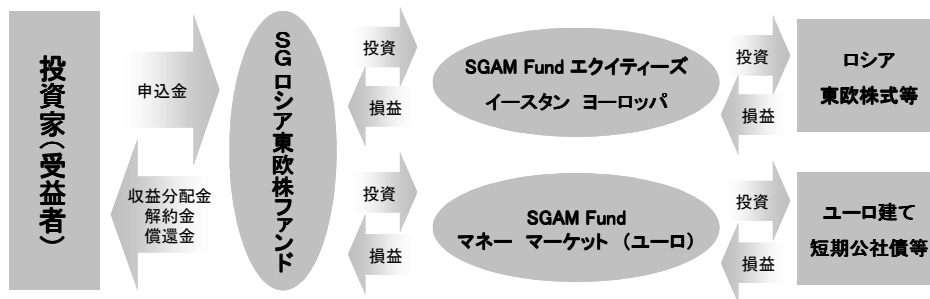 投資家(受益者)
申込金
収益分配金
解約金
償還金
SGロシア東欧株ファンド
投資
損益
SGAM Fund エクイティーズ
イースタン ヨーロッパ
投資
損益
ロシア
東欧株式等
投資
損益
SGAM Fund
マネー マーケット (ユーロ)
投資
損益
ユーロ建て
短期公社債等